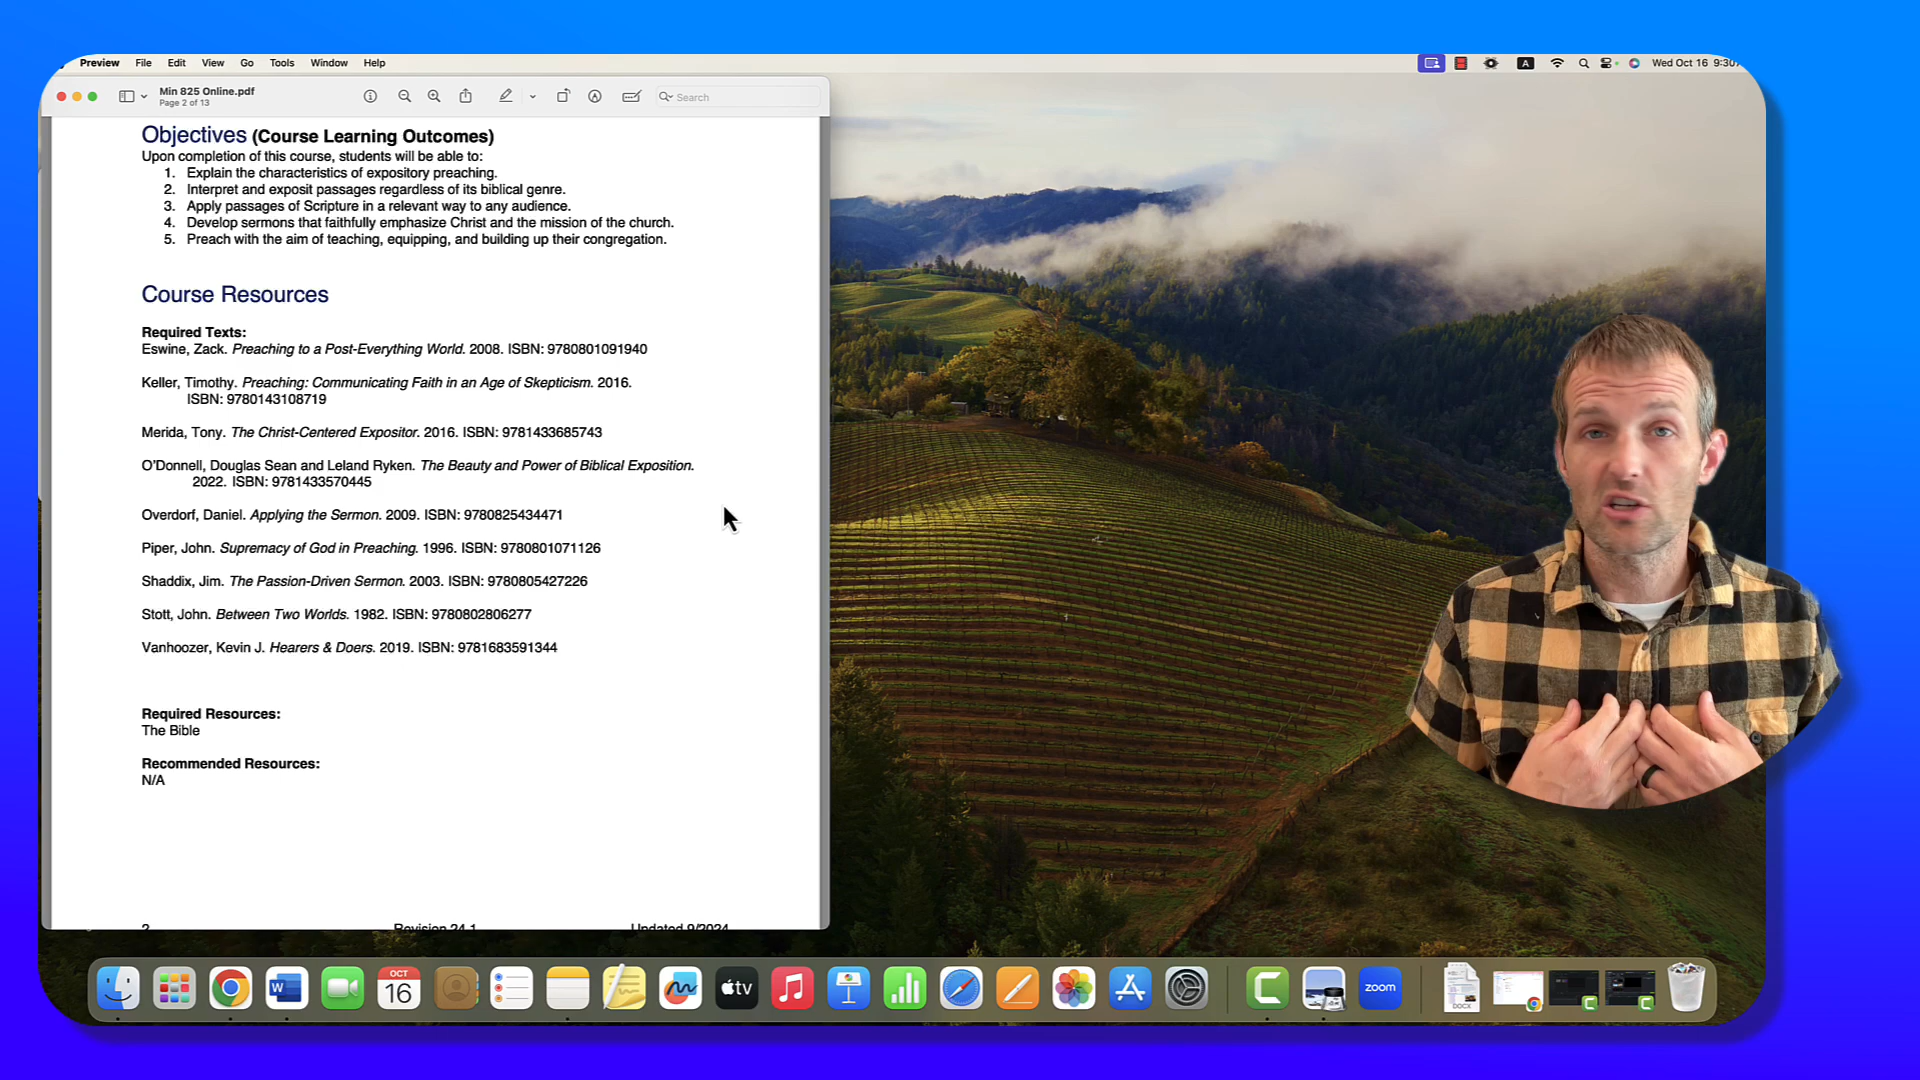 Preview File Edit View Go Tools Window Help
A
Wed Oct 16 9:30
Min 825 Online.pdf
Page 2 of 13
Search
Objectives (Course Learning Outcomes)
Upon completion of this course, students will be able to:
1. Explain the characteristics of expository preaching.
2. Interpret and exposit passages regardless of its biblical genre.
3. Apply passages of Scripture in a relevant way to any audience.
4. Develop sermons that faithfully emphasize Christ and the mission of the church.
5. Preach with the aim of teaching, equipping, and building up their congregation.
Course Resources
Required Texts:
Eswine, Zack. Preaching to a Post-Everything World. 2008. ISBN: 9780801091940
Keller, Timothy. Preaching: Communicating Faith in an Age of Skepticism. 2016.
ISBN: 9780143108719
Merida, Tony. The Christ-Centered Expositor. 2016. ISBN: 9781433685743
O'Donnell, Douglas Sean and Leland Ryken. The Beauty and Power of Biblical Exposition.
2022. ISBN: 9781433570445
Overdorf, Daniel. Applying the Sermon. 2009. ISBN: 9780825434471
Piper, John. Supremacy of God in Preaching. 1996. ISBN: 9780801071126
Shaddix, Jim. The Passion-Driven Sermon. 2003. ISBN: 9780805427226
Stott, John. Between Two Worlds. 1982. ISBN: 9780802806277
Vanhoozer, Kevin J. Hearers & Doers. 2019. ISBN: 9781683591344
Required Resources:
The Bible
Recommended Resources:
N/A
2 Revision 24.1 Updated 9/2024
W
OCT
16
tv
zoom
DOCX